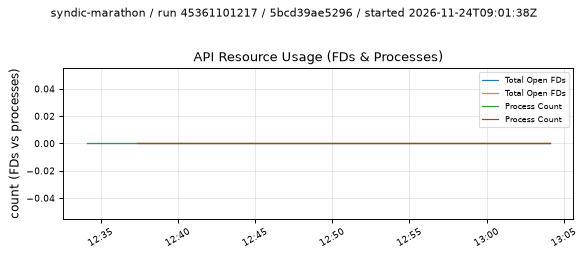 syndic-marathon / run 45361101217 / 5bcd39ae5296 / started 2026-11-24T09:01:38Z
API Resource Usage (FDs & Processes)
count (FDs vs processes)
0.04
0.02
0.00
−0.02
−0.04
Total Open FDs
Total Open FDs
Process Count
Process Count
12:35
12:40
12:45
12:50
12:55
13:00
13:05